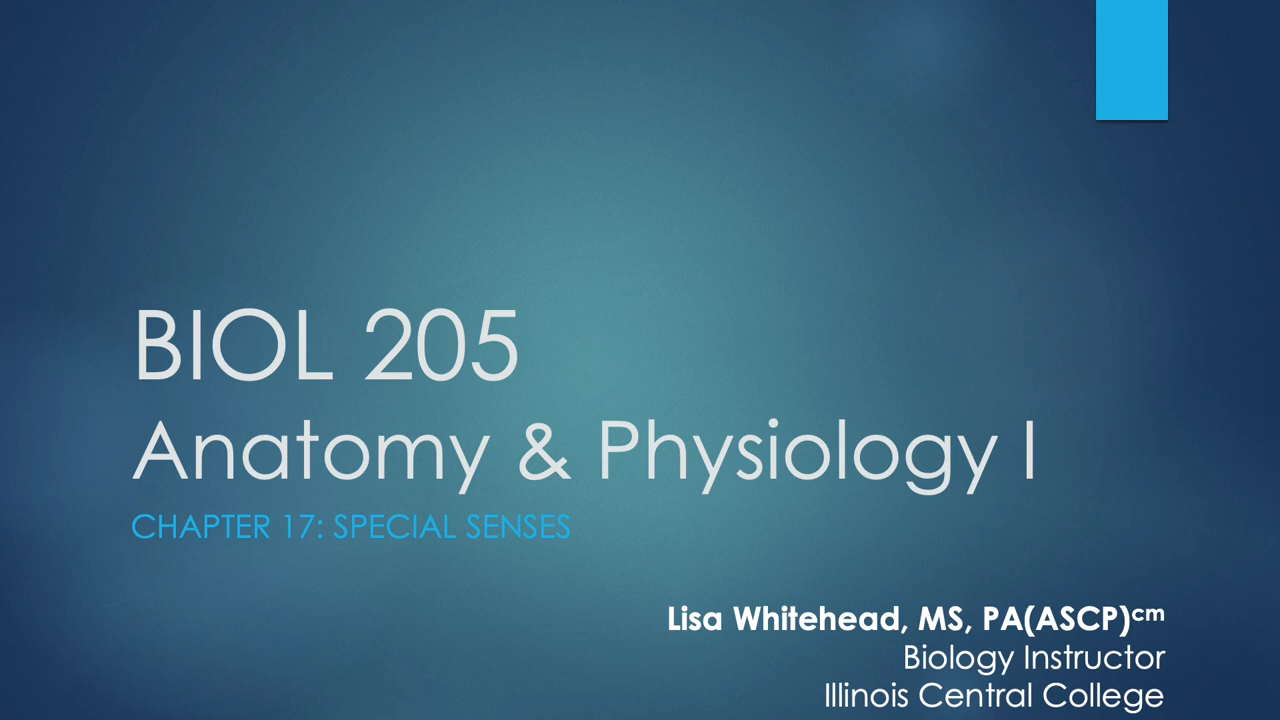 BIOL 205
Anatomy & Physiology I
CHAPTER 17: SPECIAL SENSES
Lisa Whitehead, MS, PA(ASCP)ᶜᵐ
Biology Instructor
Illinois Central College